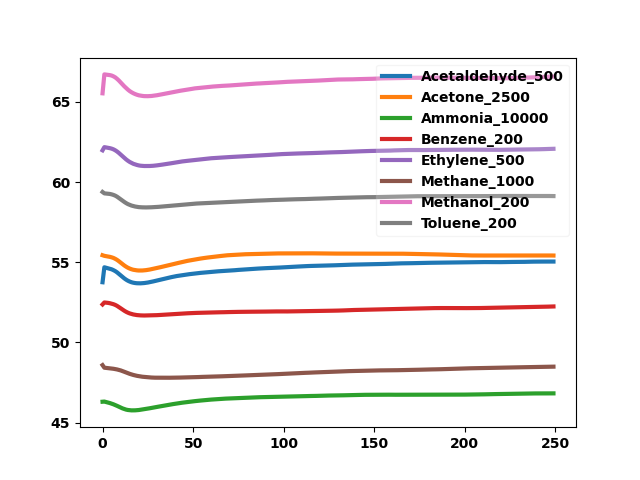 65
60
55
50
45
0 50 100 150 200 250
Acetaldehyde_500
Acetone_2500
Ammonia_10000
Benzene_200
Ethylene_500
Methane_1000
Methanol_200
Toluene_200